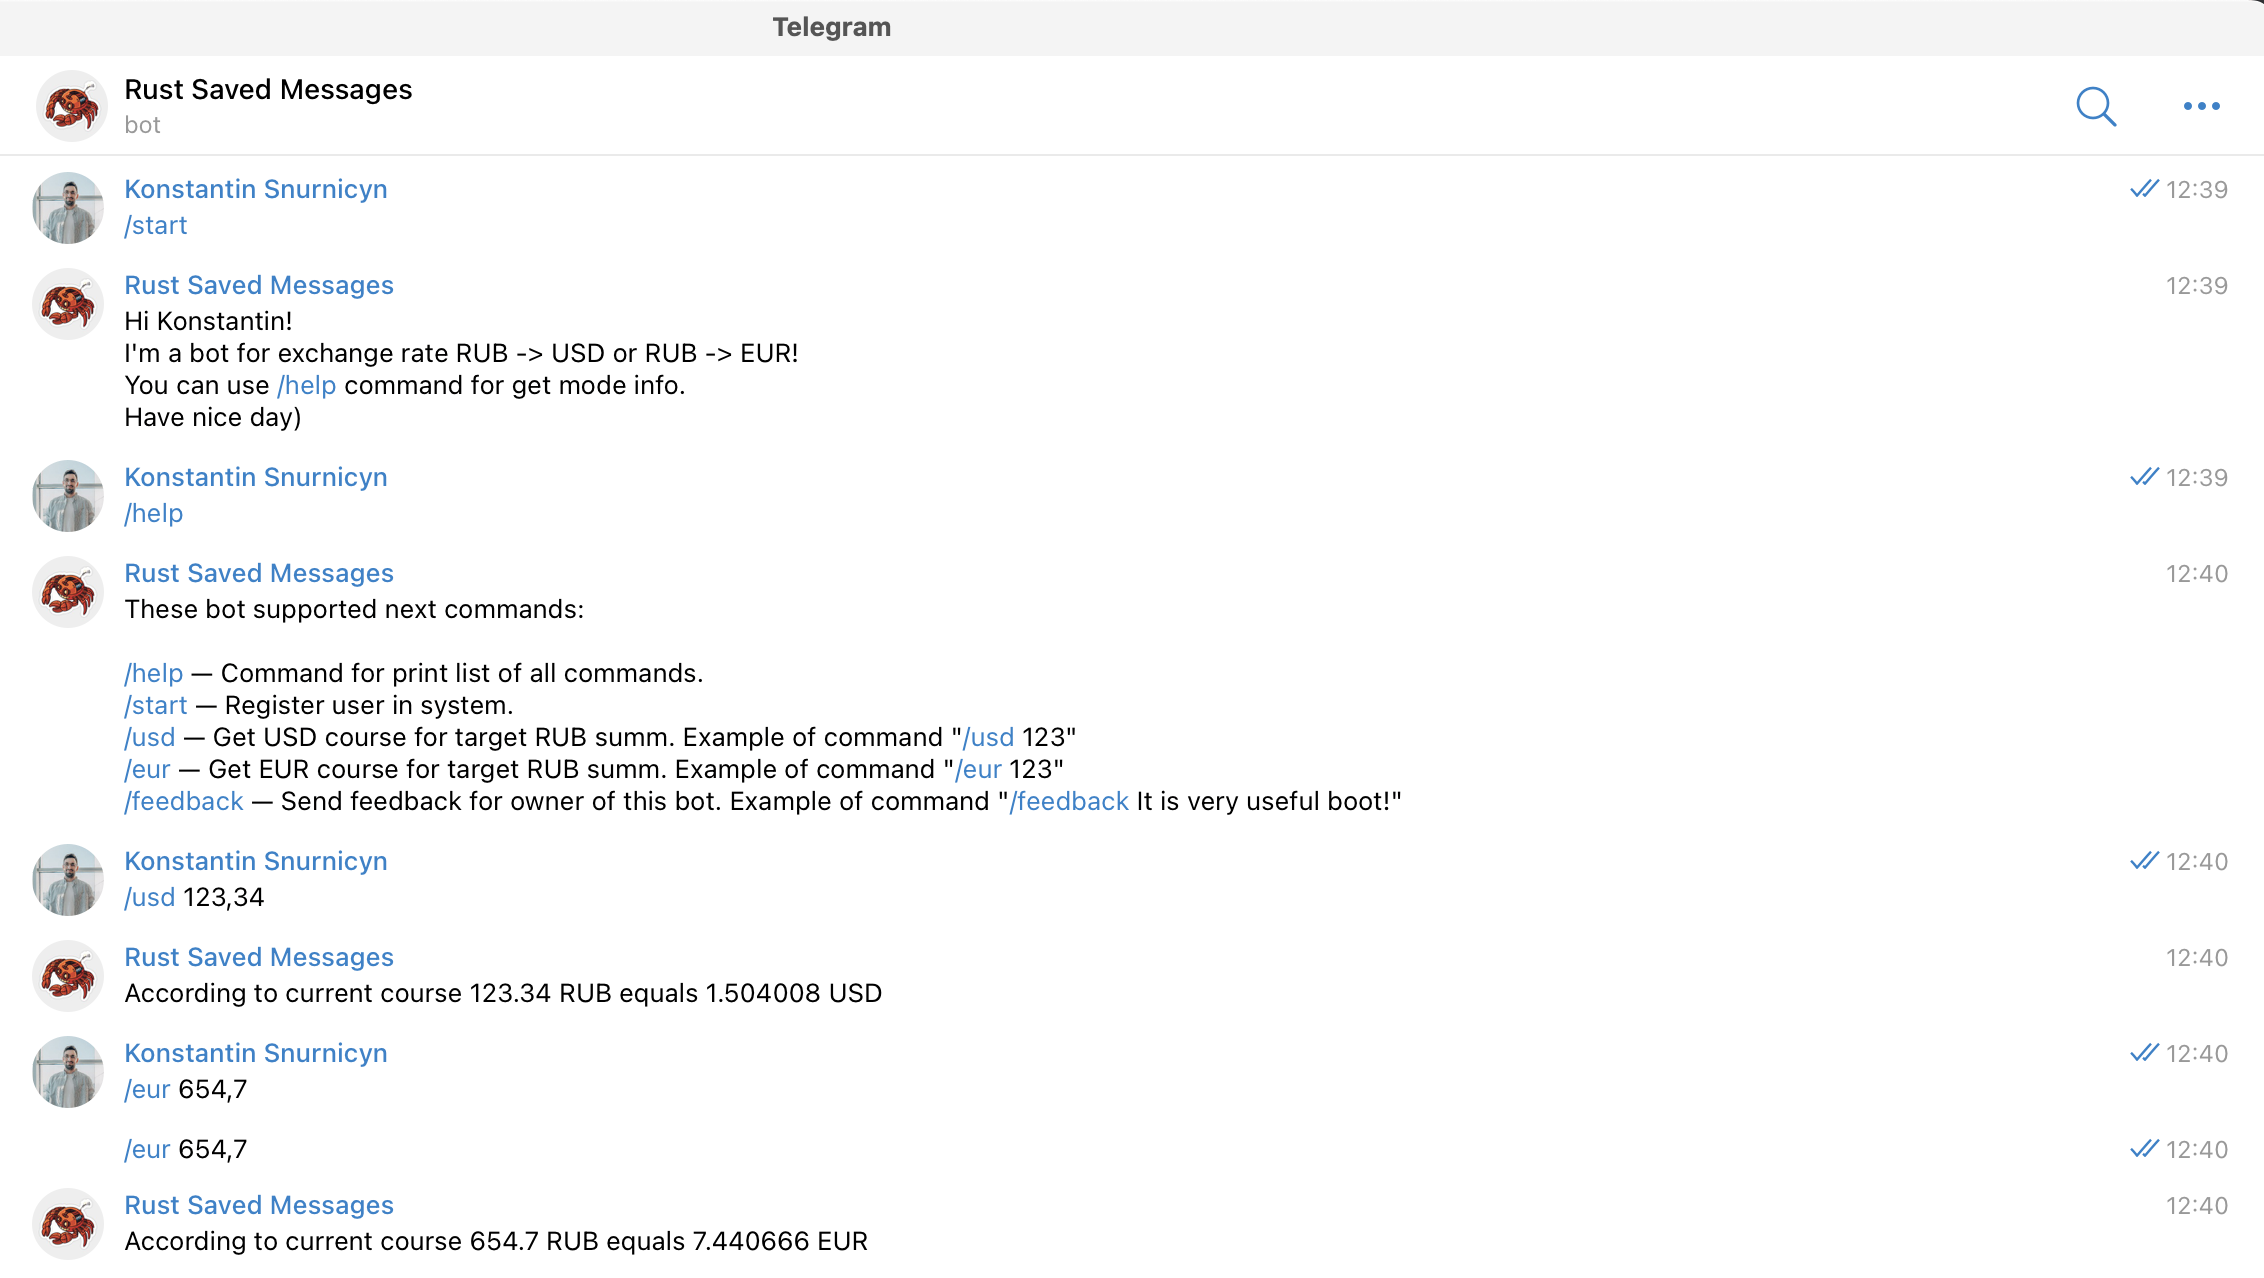 Telegram
Rust Saved Messages
bot
Konstantin Snurnicyn
12:39
/start
Rust Saved Messages
12:39
Hi Konstantin!
I'm a bot for exchange rate RUB -> USD or RUB -> EUR!
You can use /help command for get mode info.
Have nice day)
Konstantin Snurnicyn
12:39
/help
Rust Saved Messages
12:40
These bot supported next commands:
/help — Command for print list of all commands.
/start — Register user in system.
/usd — Get USD course for target RUB summ. Example of command "/usd 123"
/eur — Get EUR course for target RUB summ. Example of command "/eur 123"
/feedback — Send feedback for owner of this bot. Example of command "/feedback It is very useful boot!"
Konstantin Snurnicyn
12:40
/usd 123,34
Rust Saved Messages
12:40
According to current course 123.34 RUB equals 1.504008 USD
Konstantin Snurnicyn
12:40
/eur 654,7
/eur 654,7
12:40
Rust Saved Messages
12:40
According to current course 654.7 RUB equals 7.440666 EUR